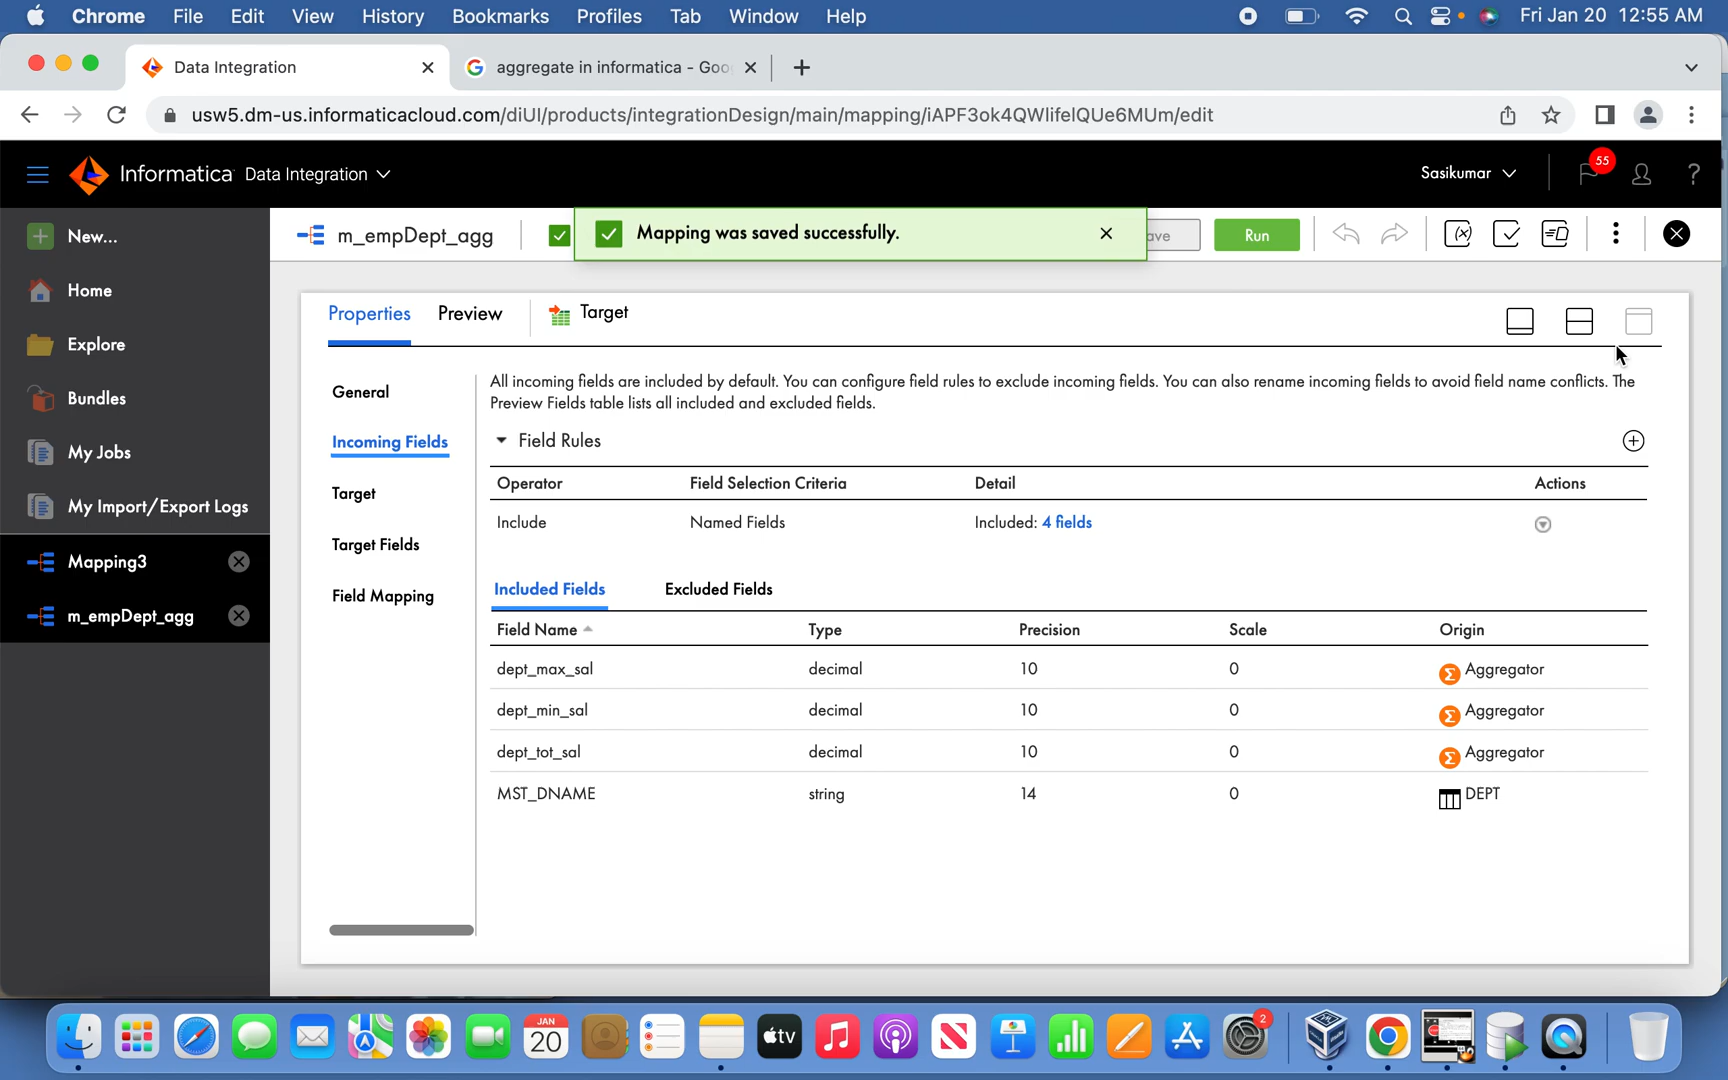 Chrome File Edit View History Bookmarks Profiles Tab Window Help Fri Jan 20 12:55 AM
Data Integration
aggregate in informatica - Goo
usw5.dm-us.informaticacloud.com/diUI/products/integrationDesign/main/mapping/iAPF3ok4QWlifelQUe6MUm/edit
Informatica Data Integration Sasikumar 55 ?
New...
m_empDept_agg
Mapping was saved successfully.
ave
Run
Home
Explore
Bundles
My Jobs
My Import/Export Logs
Mapping3
m_empDept_agg
Properties Preview Target
General
Incoming Fields
Target
Target Fields
Field Mapping
All incoming fields are included by default. You can configure field rules to exclude incoming fields. You can also rename incoming fields to avoid field name conflicts. The
Preview Fields table lists all included and excluded fields.
Field Rules
Operator Field Selection Criteria Detail Actions
Include Named Fields Included: 4 fields
Included Fields Excluded Fields
Field Name Type Precision Scale Origin
dept_max_sal decimal 10 0 Aggregator
dept_min_sal decimal 10 0 Aggregator
dept_tot_sal decimal 10 0 Aggregator
MST_DNAME string 14 0 DEPT
JAN
20
tv
2